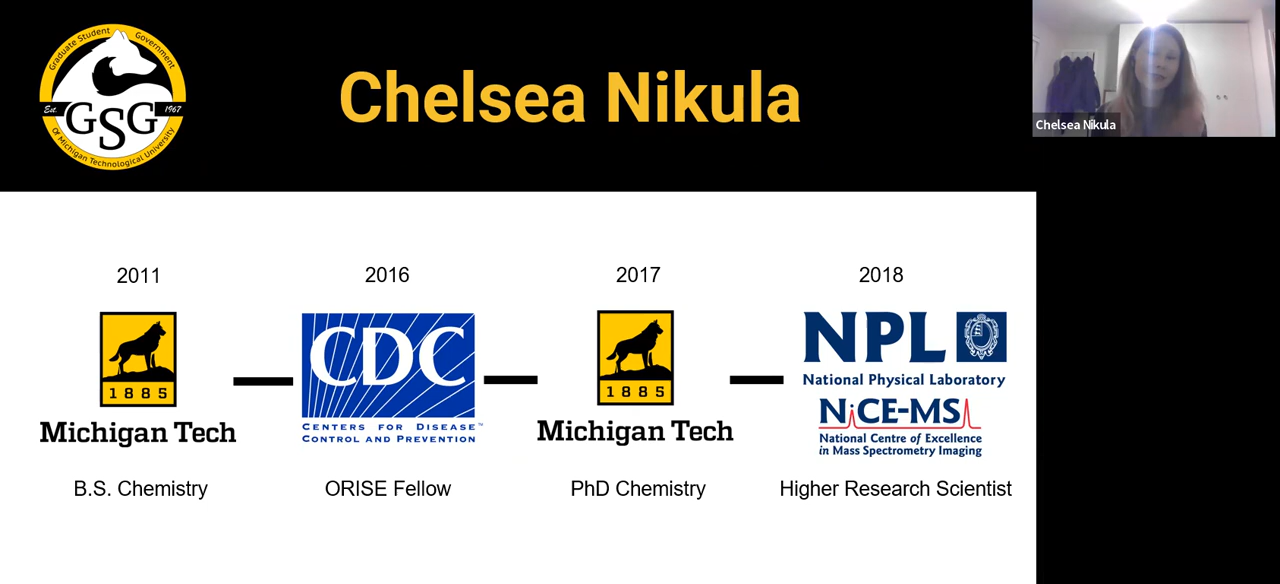 Graduate Student Government
Est. 1967
GSG
Of Michigan Technological University
Chelsea Nikula
Chelsea Nikula
2011
1885
Michigan Tech
B.S. Chemistry
2016
CDC
CENTERS FOR DISEASE™
CONTROL AND PREVENTION
ORISE Fellow
2017
1885
Michigan Tech
PhD Chemistry
2018
NPL
National Physical Laboratory
NiCE-MSI
National Centre of Excellence
in Mass Spectrometry Imaging
Higher Research Scientist